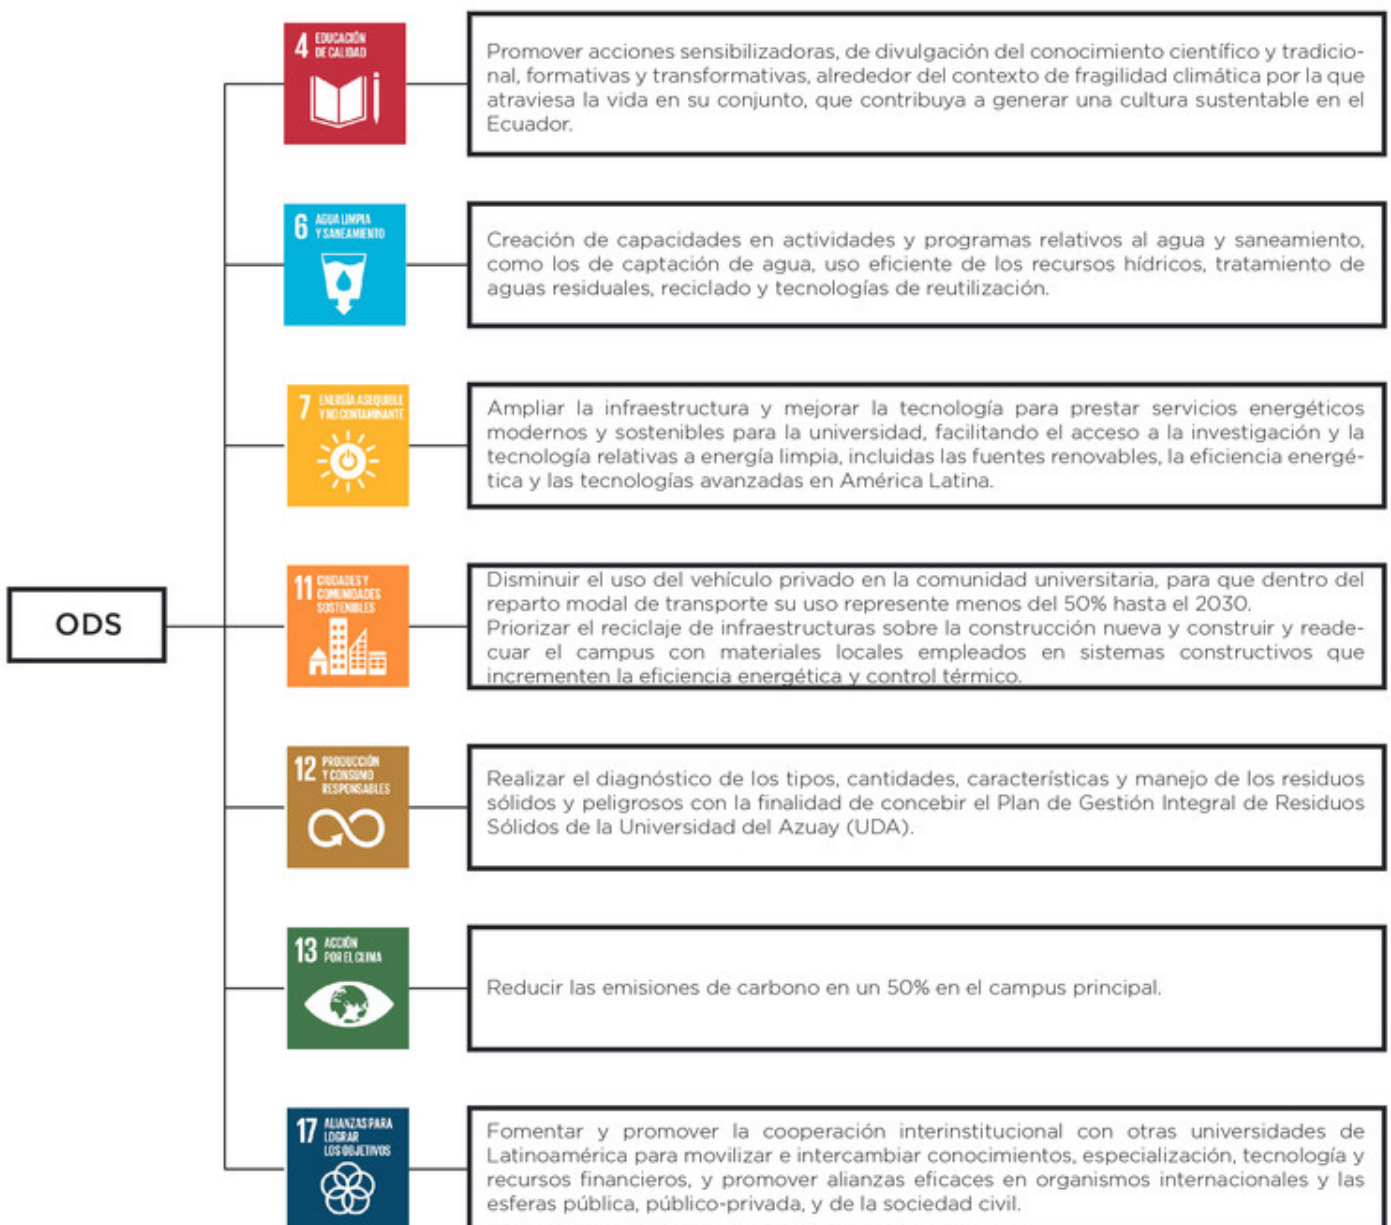 4 EDUCACIÓN
DE CALIDAD
Promover acciones sensibilizadoras, de divulgación del conocimiento científico y tradicio-
nal, formativas y transformativas, alrededor del contexto de fragilidad climática por la que
atraviesa la vida en su conjunto, que contribuya a generar una cultura sustentable en el
Ecuador.
6 AGUA LIMPIA
Y SANEAMIENTO
Creación de capacidades en actividades y programas relativos al agua y saneamiento,
como los de captación de agua, uso eficiente de los recursos hídricos, tratamiento de
aguas residuales, reciclado y tecnologías de reutilización.
7 ENERGÍA ASEQUIBLE
Y NO CONTAMINANTE
Ampliar la infraestructura y mejorar la tecnología para prestar servicios energéticos
modernos y sostenibles para la universidad, facilitando el acceso a la investigación y la
tecnología relativas a energía limpia, incluidas las fuentes renovables, la eficiencia energé-
tica y las tecnologías avanzadas en América Latina.
ODS
11 CIUDADES Y
COMUNIDADES
SOSTENIBLES
Disminuir el uso del vehículo privado en la comunidad universitaria, para que dentro del
reparto modal de transporte su uso represente menos del 50% hasta el 2030.
Priorizar el reciclaje de infraestructuras sobre la construcción nueva y construir y reade-
cuar el campus con materiales locales empleados en sistemas constructivos que
incrementen la eficiencia energética y control térmico.
12 PRODUCCIÓN
Y CONSUMO
RESPONSABLES
Realizar el diagnóstico de los tipos, cantidades, características y manejo de los residuos
sólidos y peligrosos con la finalidad de concebir el Plan de Gestión Integral de Residuos
Sólidos de la Universidad del Azuay (UDA).
13 ACCIÓN
POR EL CLIMA
Reducir las emisiones de carbono en un 50% en el campus principal.
17 ALIANZAS PARA
LOGRAR
LOS OBJETIVOS
Fomentar y promover la cooperación interinstitucional con otras universidades de
Latinoamérica para movilizar e intercambiar conocimientos, especialización, tecnología y
recursos financieros, y promover alianzas eficaces en organismos internacionales y las
esferas pública, público-privada, y de la sociedad civil.